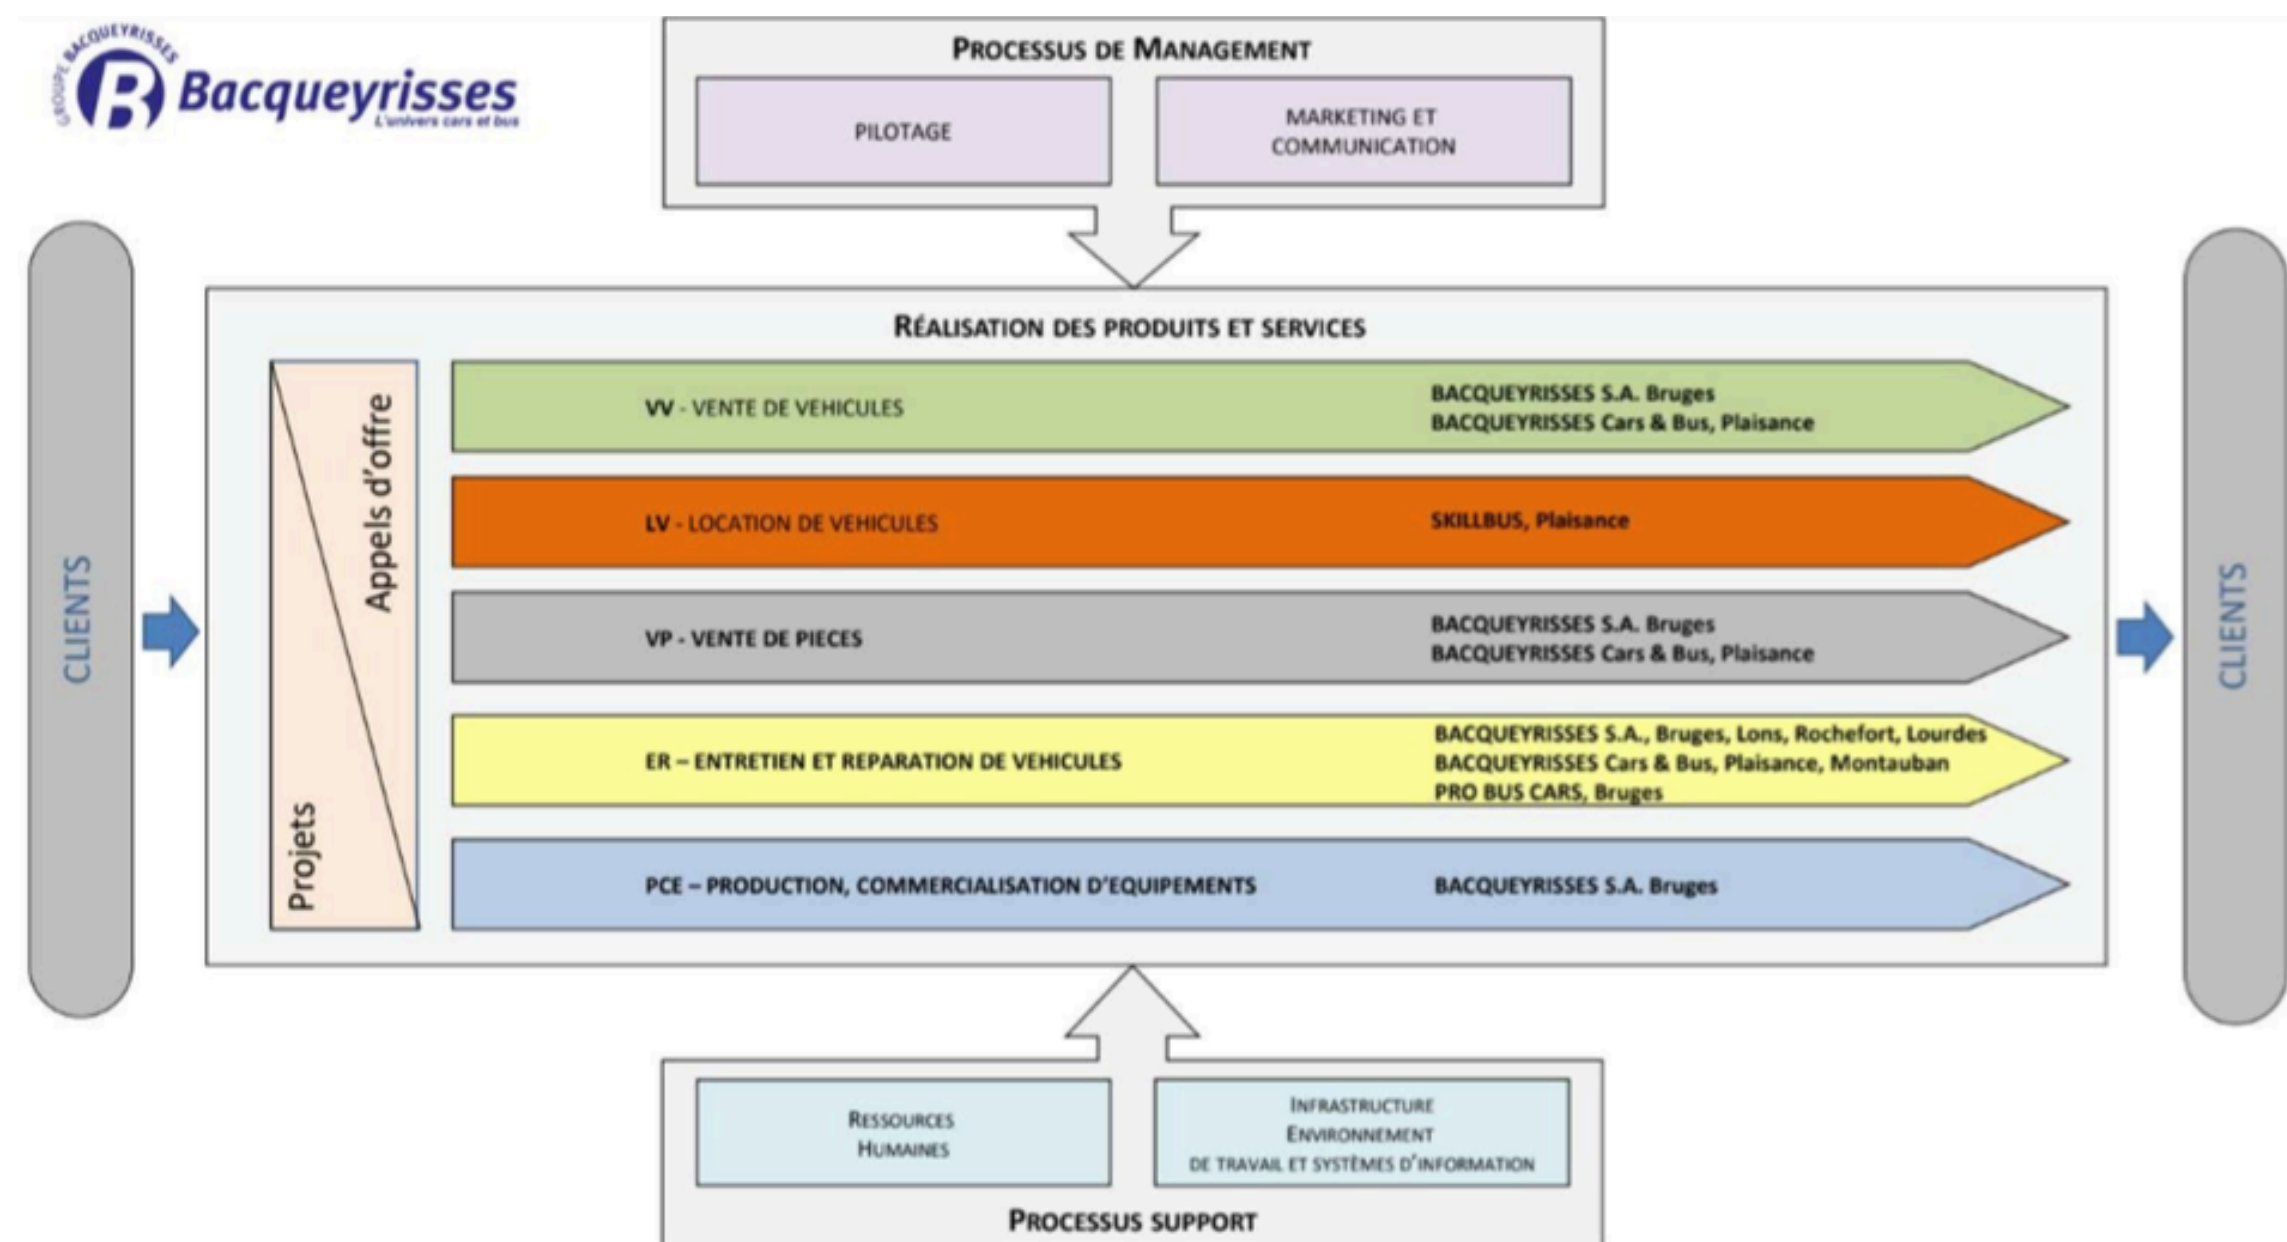 GROUPE BACQUEYRISSES
B
Bacqueyrisses
L'univers cars et bus
PROCESSUS DE MANAGEMENT
PILOTAGE
MARKETING ET
COMMUNICATION
CLIENTS
RÉALISATION DES PRODUITS ET SERVICES
Appels d'offre
Projets
VV - VENTE DE VEHICULES
BACQUEYRISSES S.A. Bruges
BACQUEYRISSES Cars & Bus, Plaisance
LV - LOCATION DE VEHICULES
SKILLBUS, Plaisance
VP - VENTE DE PIECES
BACQUEYRISSES S.A. Bruges
BACQUEYRISSES Cars & Bus, Plaisance
ER – ENTRETIEN ET REPARATION DE VEHICULES
BACQUEYRISSES S.A., Bruges, Lons, Rochefort, Lourdes
BACQUEYRISSES Cars & Bus, Plaisance, Montauban
PRO BUS CARS, Bruges
PCE – PRODUCTION, COMMERCIALISATION D'EQUIPEMENTS
BACQUEYRISSES S.A. Bruges
CLIENTS
RESSOURCES
HUMAINES
INFRASTRUCTURE
ENVIRONNEMENT
DE TRAVAIL ET SYSTÈMES D'INFORMATION
PROCESSUS SUPPORT